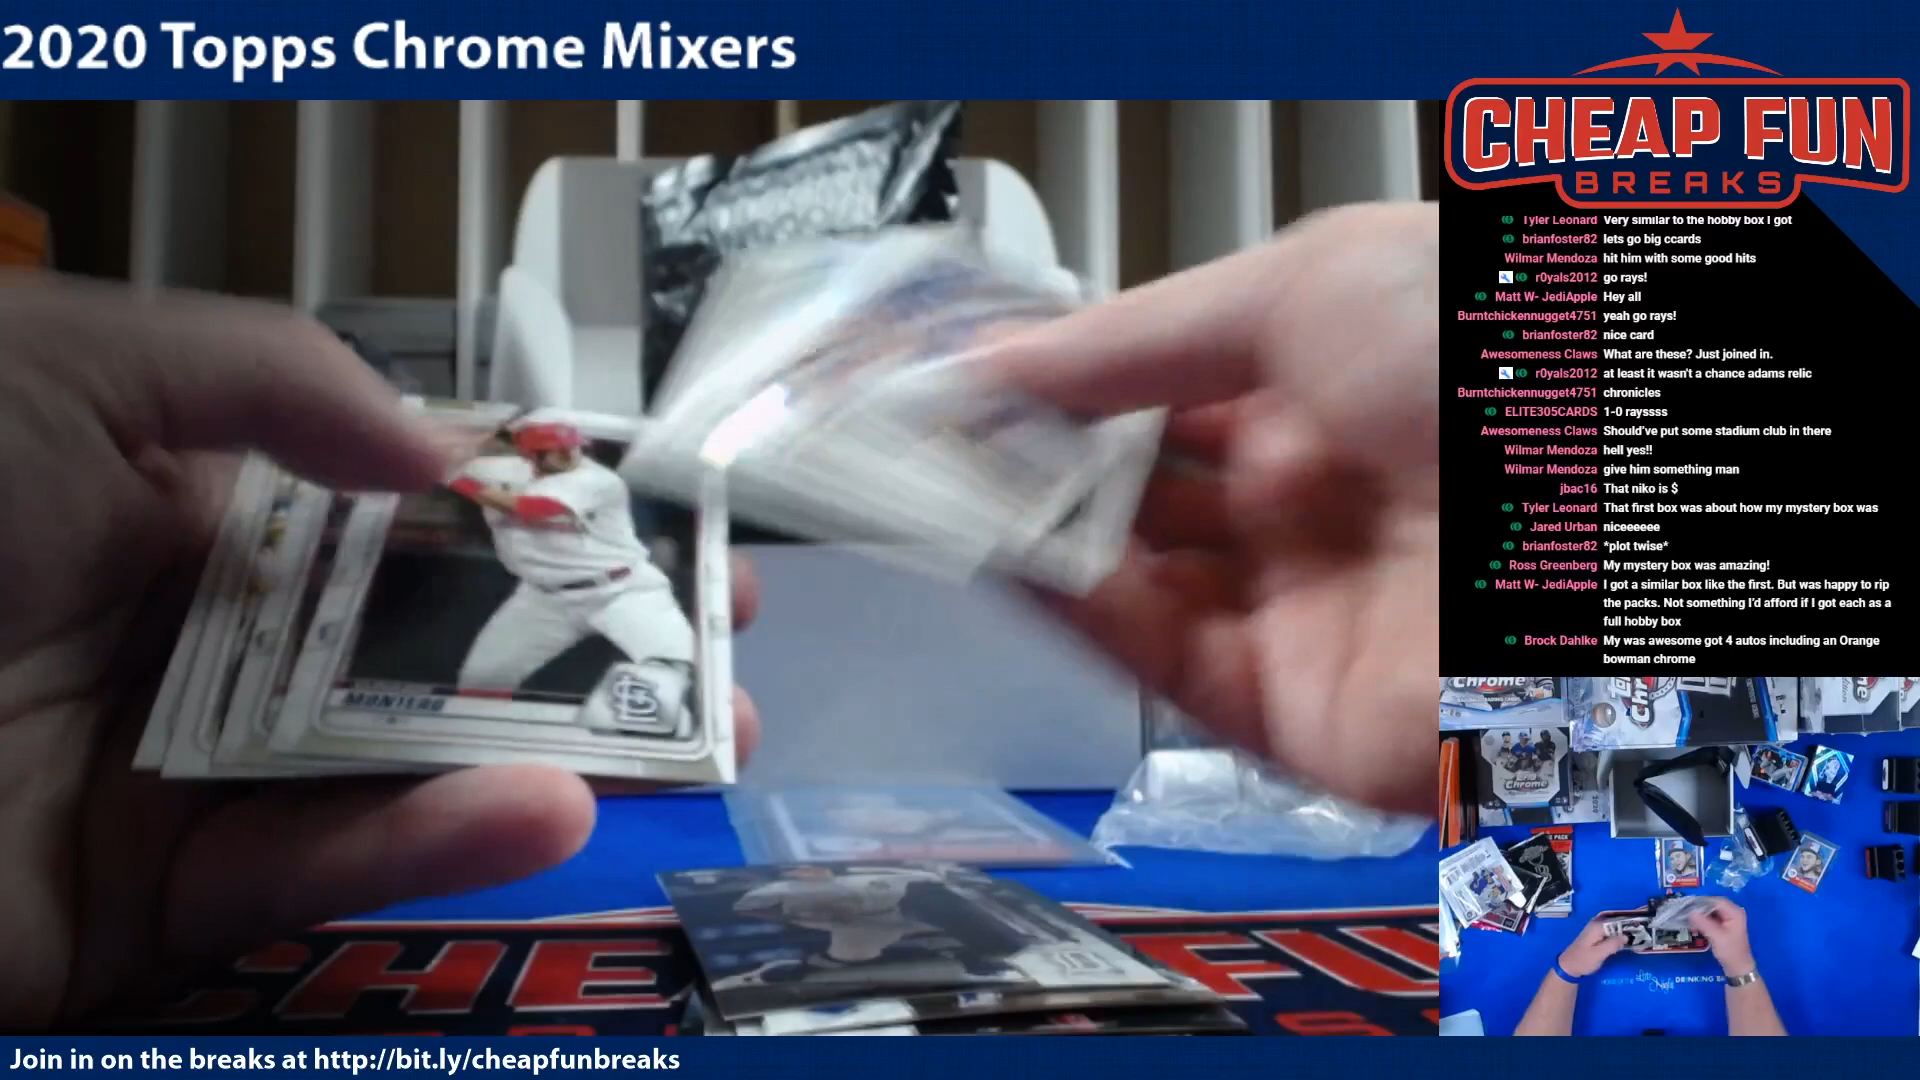 2020 Topps Chrome Mixers
CHEAP FUN
BREAKS
Tyler Leonard Very similar to the hobby box I got
brianfoster82 lets go big ccards
Wilmar Mendoza hit him with some good hits
r0yals2012 go rays!
Matt W- JediApple Hey all
Burntchickennugget4751 yeah go rays!
brianfoster82 nice card
Awesomeness Claws What are these? Just joined in.
r0yals2012 at least it wasn't a chance adams relic
Burntchickennugget4751 chronicles
ELITE305CARDS 1-0 rayssss
Awesomeness Claws Should've put some stadium club in there
Wilmar Mendoza hell yes!!
Wilmar Mendoza give him something man
jbac16 That niko is $
Tyler Leonard That first box was about how my mystery box was
Jared Urban niceeeeee
brianfoster82 *plot twise*
Ross Greenberg My mystery box was amazing!
Matt W- JediApple I got a similar box like the first. But was happy to rip
the packs. Not something I'd afford if I got each as a
full hobby box
Brock Dahlke My was awesome got 4 autos including an Orange
bowman chrome
MONTERO
CHE FU
Chrome
Chrome
DRINKING
Join in on the breaks at http://bit.ly/cheapfunbreaks